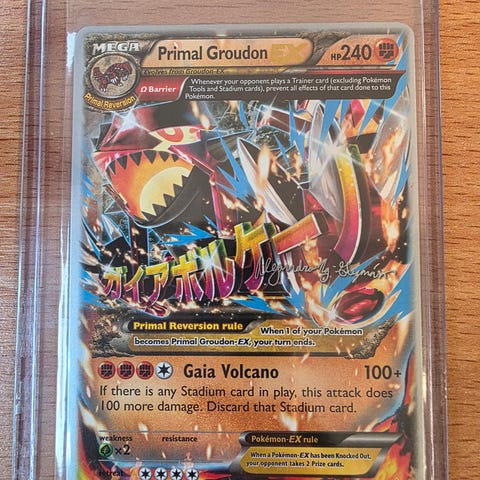 MEGA
Primal Groudon EX
HP240
Evolves from Groudon-EX
Primal Reversion
Ω Barrier
Whenever your opponent plays a Trainer card (excluding Pokémon
Tools and Stadium cards), prevent all effects of that card done to this
Pokémon.
ガイアボルケーノ
Primal Reversion rule
When 1 of your Pokémon
becomes Primal Groudon-EX, your turn ends.
Gaia Volcano 100+
If there is any Stadium card in play, this attack does
100 more damage. Discard that Stadium card.
weakness resistance
×2
Pokémon-EX rule
When a Pokémon-EX has been Knocked Out,
your opponent takes 2 Prize cards.
retreat